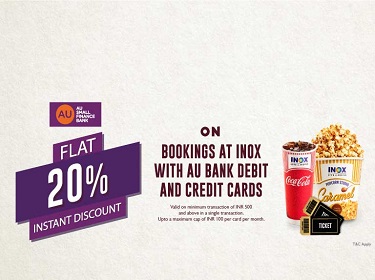 AU
AU
SMALL
FINANCE
BANK
FLAT
20%
INSTANT DISCOUNT
ON
BOOKINGS AT INOX
WITH AU BANK DEBIT
AND CREDIT CARDS
Valid on minimum transaction of INR 500
and above in a single transaction.
Upto a maximum cap of INR 100 per card per month.
INOX
Coca-Cola
INOX
Caramel
TICKET
T&C Apply.